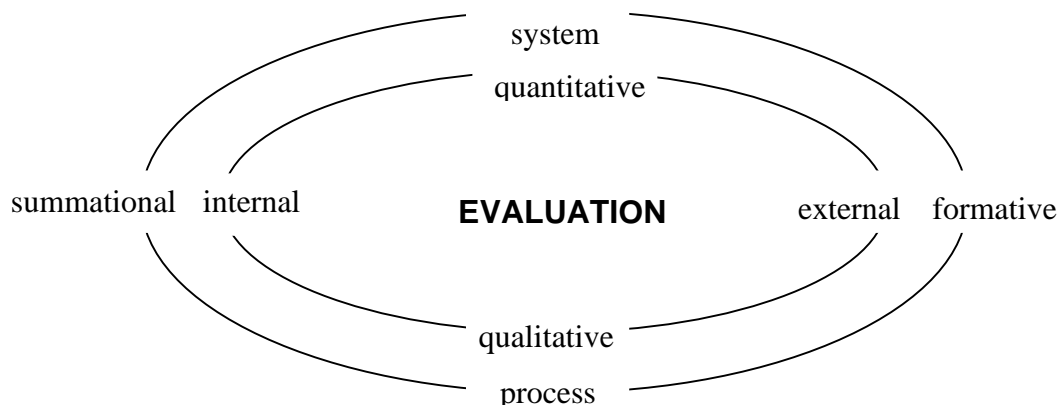 system
quantitative
summational internal EVALUATION external formative
qualitative
process